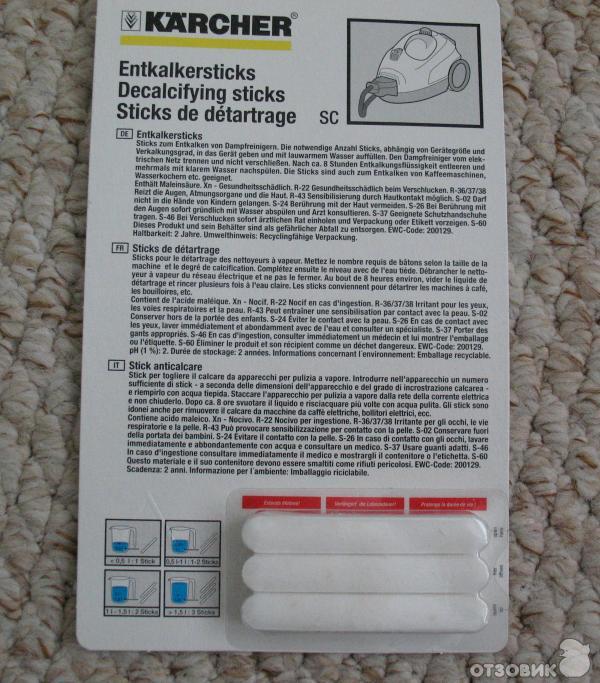 KÄRCHER®
Entkalkersticks
Decalcifying sticks
Sticks de détartrage SC
DE Entkalkersticks
Sticks zum Entkalken von Dampfreinigern. Die notwendige Anzahl Sticks, abhängig von Gerätegröße und
Verkalkungsgrad, in das Gerät geben und mit lauwarmem Wasser auffüllen. Den Dampfreiniger vom elek-
trischen Netz trennen und nicht verschließen. Nach ca. 8 Stunden Entkalkungsflüssigkeit entleeren und
mehrmals mit klarem Wasser nachspülen. Die Sticks sind auch zum Entkalken von Kaffeemaschinen,
Wasserkochern etc. geeignet.
Enthält Maleinsäure. Xn - Gesundheitsschädlich. R-22 Gesundheitsschädlich beim Verschlucken. R-36/37/38
Reizt die Augen, Atmungsorgane und die Haut. R-43 Sensibilisierung durch Hautkontakt möglich. S-02 Darf
nicht in die Hände von Kindern gelangen. S-24 Berührung mit der Haut vermeiden. S-26 Bei Berührung mit
den Augen sofort gründlich mit Wasser abspülen und Arzt konsultieren. S-37 Geeignete Schutzhandschuhe
tragen. S-46 Bei Verschlucken sofort ärztlichen Rat einholen und Verpackung oder Etikett vorzeigen. S-60
Dieses Produkt und sein Behälter sind als gefährlicher Abfall zu entsorgen. EWC-Code: 200129.
Haltbarkeit: 2 Jahre. Umwelthinweis: Recyclingfähige Verpackung.
FR Sticks de détartrage
Sticks pour le détartrage des nettoyeurs à vapeur. Mettez le nombre requis de bâtons selon la taille de la
machine et le degré de calcification. Complétez ensuite le niveau avec de l'eau tiède. Débrancher le netto-
yeur à vapeur du réseau électrique et ne pas le fermer. Au bout de 8 heures environ, vider le liquide de
détartrage et rincer plusieurs fois à l'eau claire. Les sticks conviennent pour détartrer les machines à café,
les bouilloires, etc.
Contient de l'acide maléique. Xn - Nocif. R-22 Nocif en cas d'ingestion. R-36/37/38 Irritant pour les yeux,
les voies respiratoires et la peau. R-43 Peut entraîner une sensibilisation par contact avec la peau. S-02
Conserver hors de la portée des enfants. S-24 Éviter le contact avec la peau. S-26 En cas de contact avec
les yeux, laver immédiatement et abondamment avec de l'eau et consulter un spécialiste. S-37 Porter des
gants appropriés. S-46 En cas d'ingestion, consulter immédiatement un médecin et lui montrer l'emballage
ou l'étiquette. S-60 Éliminer le produit et son récipient comme un déchet dangereux. EWC-Code: 200129.
pH (1 %): 2. Durée de stockage: 2 années. Informations concernant l'environnement: Emballage recyclable.
IT Stick anticalcare
Stick per togliere il calcare da apparecchi per pulizia a vapore. Introdurre nell'apparecchio un numero
sufficiente di stick - a seconda delle dimensioni dell'apparecchio e del grado di incrostazione calcarea -
e riempirlo con acqua tiepida. Staccare l'apparecchio per pulizia a vapore dalla rete da corrente elettrica
e non chiuderlo. Dopo ca. 8 ore svuotare il liquido e risciacquare più volte con acqua pulita. Gli stick sono
idonei anche per rimuovere il calcare da macchine da caffè elettriche, bollitori elettrici, ecc.
Contiene acido maleico. Xn - Nocivo. R-22 Nocivo per ingestione. R-36/37/38 Irritante per gli occhi, le vie
respiratorie e la pelle. R-43 Può provocare sensibilizzazione per contatto con la pelle. S-02 Conservare fuori
della portata dei bambini. S-24 Evitare il contatto con la pelle. S-26 In caso di contatto con gli occhi, lavare
immediatamente e abbondantemente con acqua e consultare un medico. S-37 Usare guanti adatti. S-46
In caso d'ingestione consultare immediatamente il medico e mostrargli il contenitore o l'etichetta. S-60
Questo materiale e il suo contenitore devono essere smaltiti come rifiuti pericolosi. EWC-Code: 200129.
Scadenza: 2 anni. Informazione per l'ambiente: Imballaggio riciclabile.
Extends lifetime! Verlängert die Lebensdauer! Prolonge la durée de vie !
< 0,5 l : 1 Stick 0,5 l-1 l : 1-2 Sticks
1 l - 1,5 l : 2 Sticks > 1,5 l : 3 Sticks
ОТЗОВИК